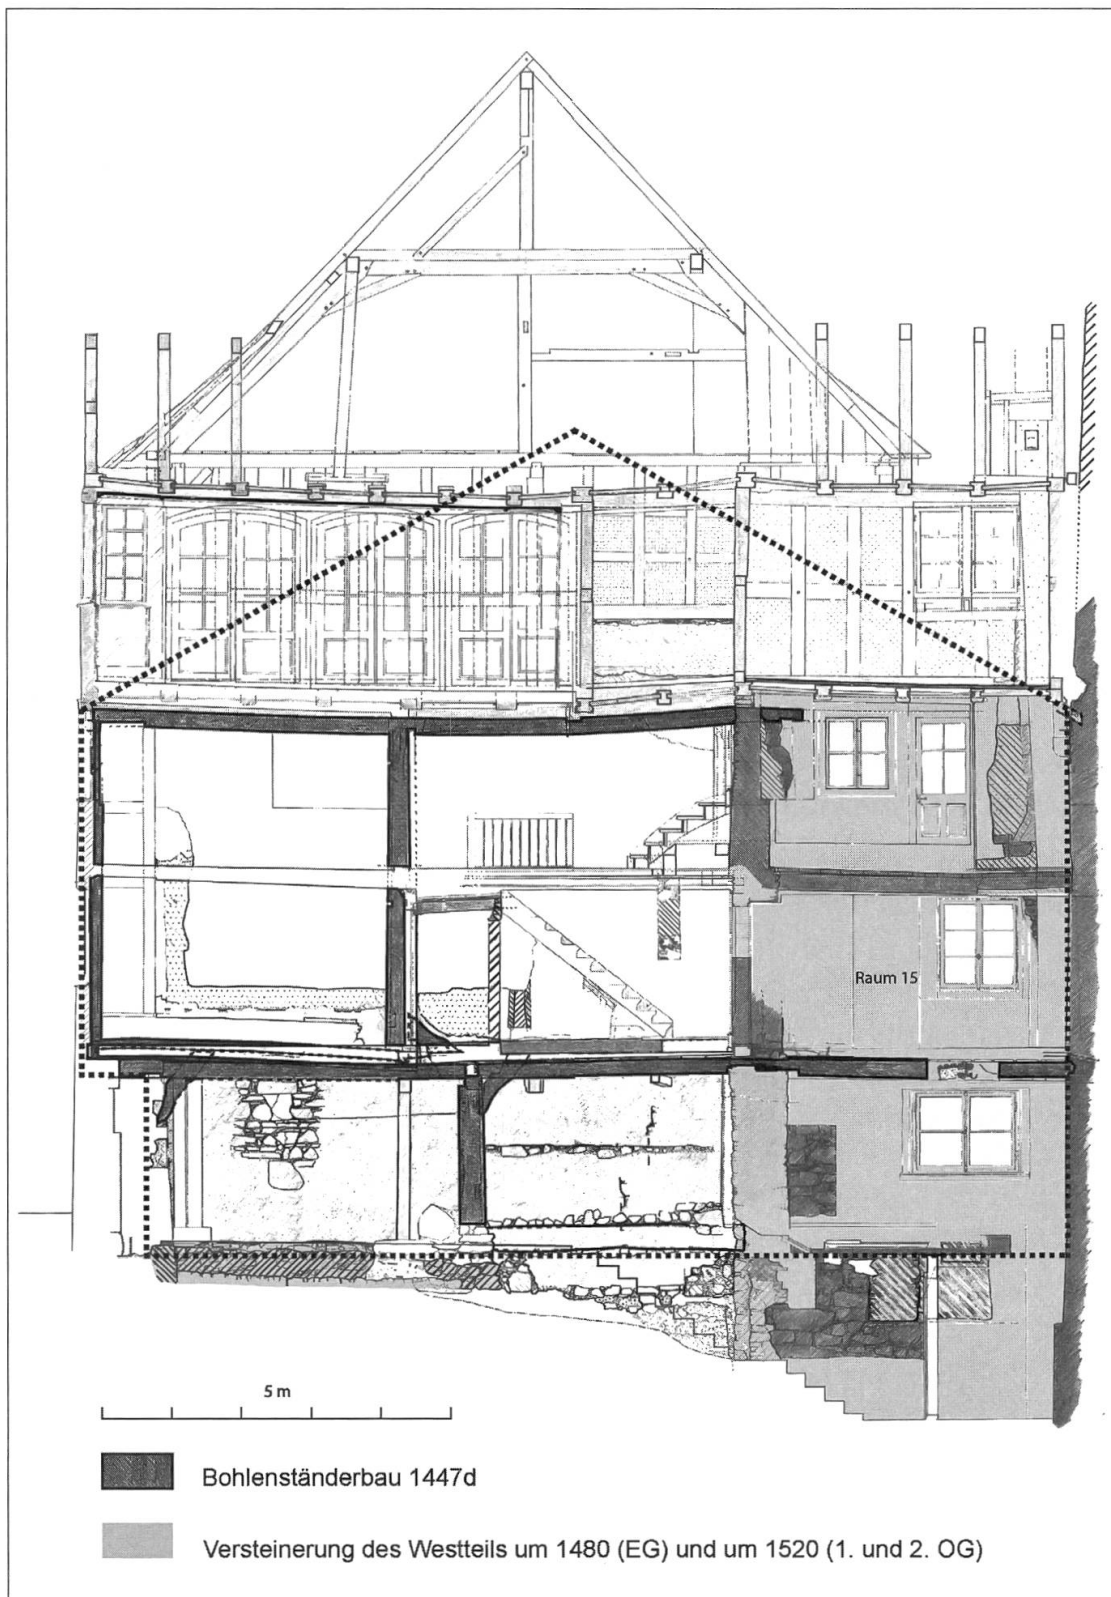 Raum 15
5 m
Bohlenständerbau 1447d
Versteinerung des Westteils um 1480 (EG) und um 1520 (1. und 2. OG)